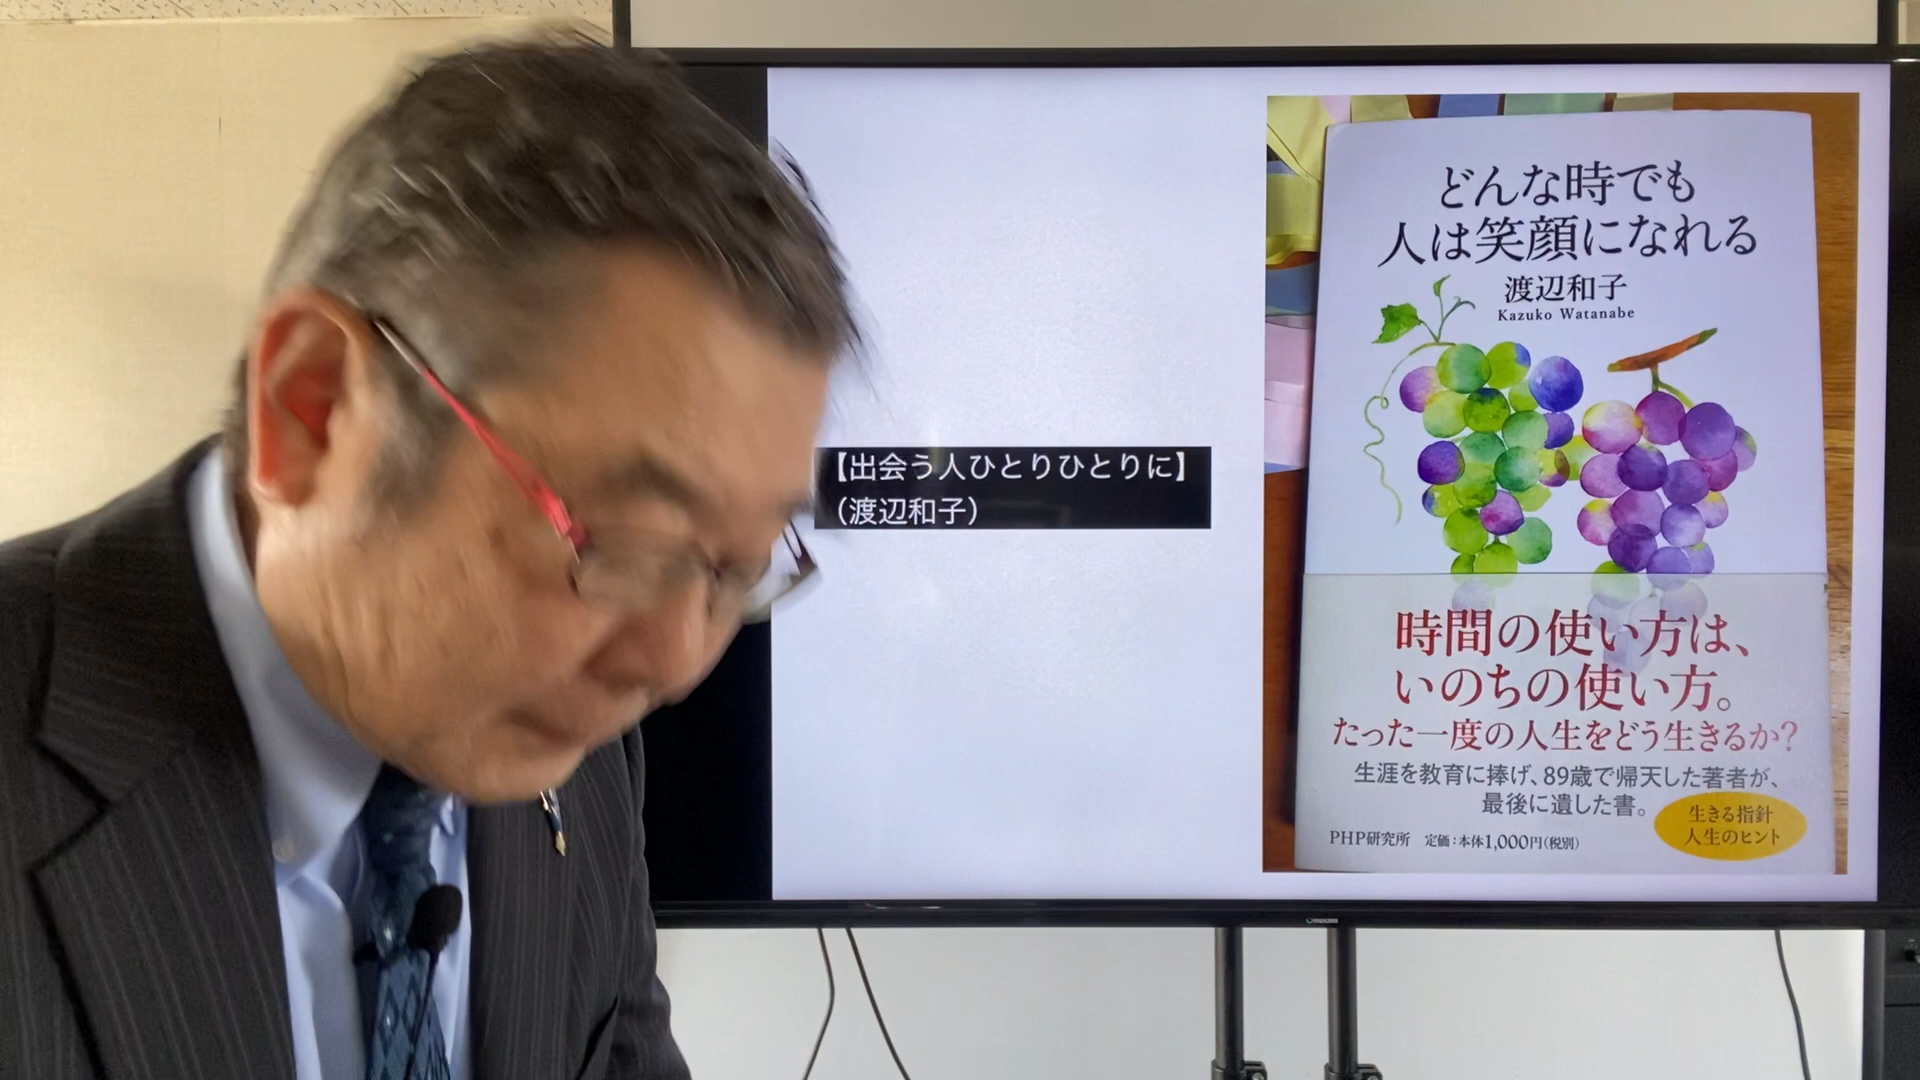 【出会う人ひとりひとりに】
（渡辺和子）
どんな時でも
人は笑顔になれる
渡辺和子
Kazuko Watanabe
時間の使い方は、
いのちの使い方。
たった一度の人生をどう生きるか？
生涯を教育に捧げ、89歳で帰天した著者が、
最後に遺した書。
生きる指針
人生のヒント
PHP研究所 定価：本体1,000円（税別）